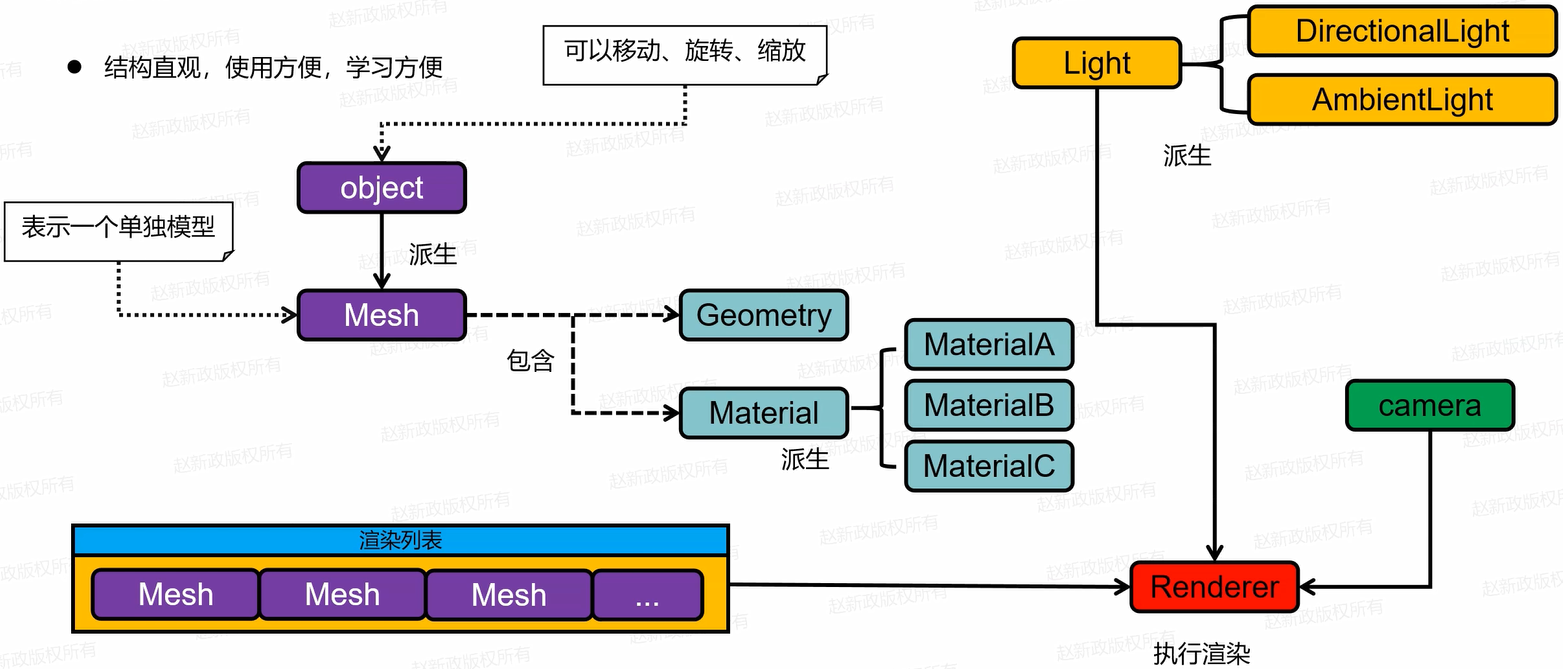 ● 结构直观，使用方便，学习方便
可以移动、旋转、缩放
Light
DirectionalLight
AmbientLight
派生
object
表示一个单独模型
派生
Mesh
Geometry
包含
Material
派生
MaterialA
MaterialB
MaterialC
camera
渲染列表
Mesh
Mesh
Mesh
...
Renderer
执行渲染
赵新政版权所有